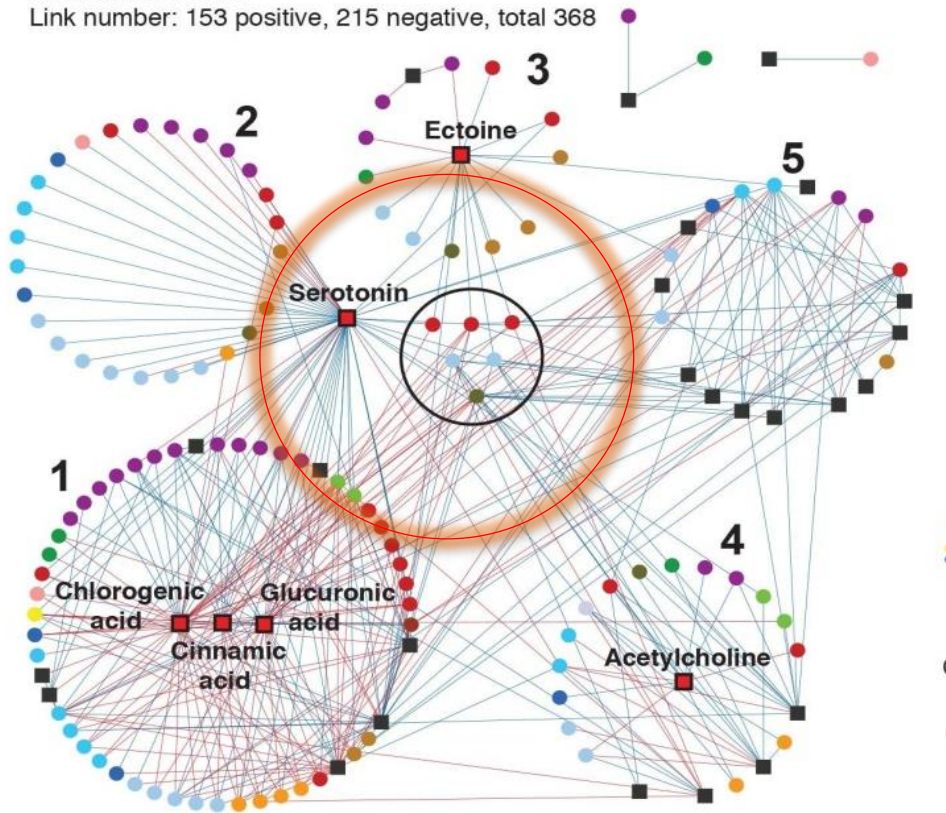 Link number: 153 positive, 215 negative, total 368
3
2
Ectoine
5
Serotonin
1
4
Chlorogenic
acid
Glucuronic
acid
Cinnamic
acid
Acetylcholine